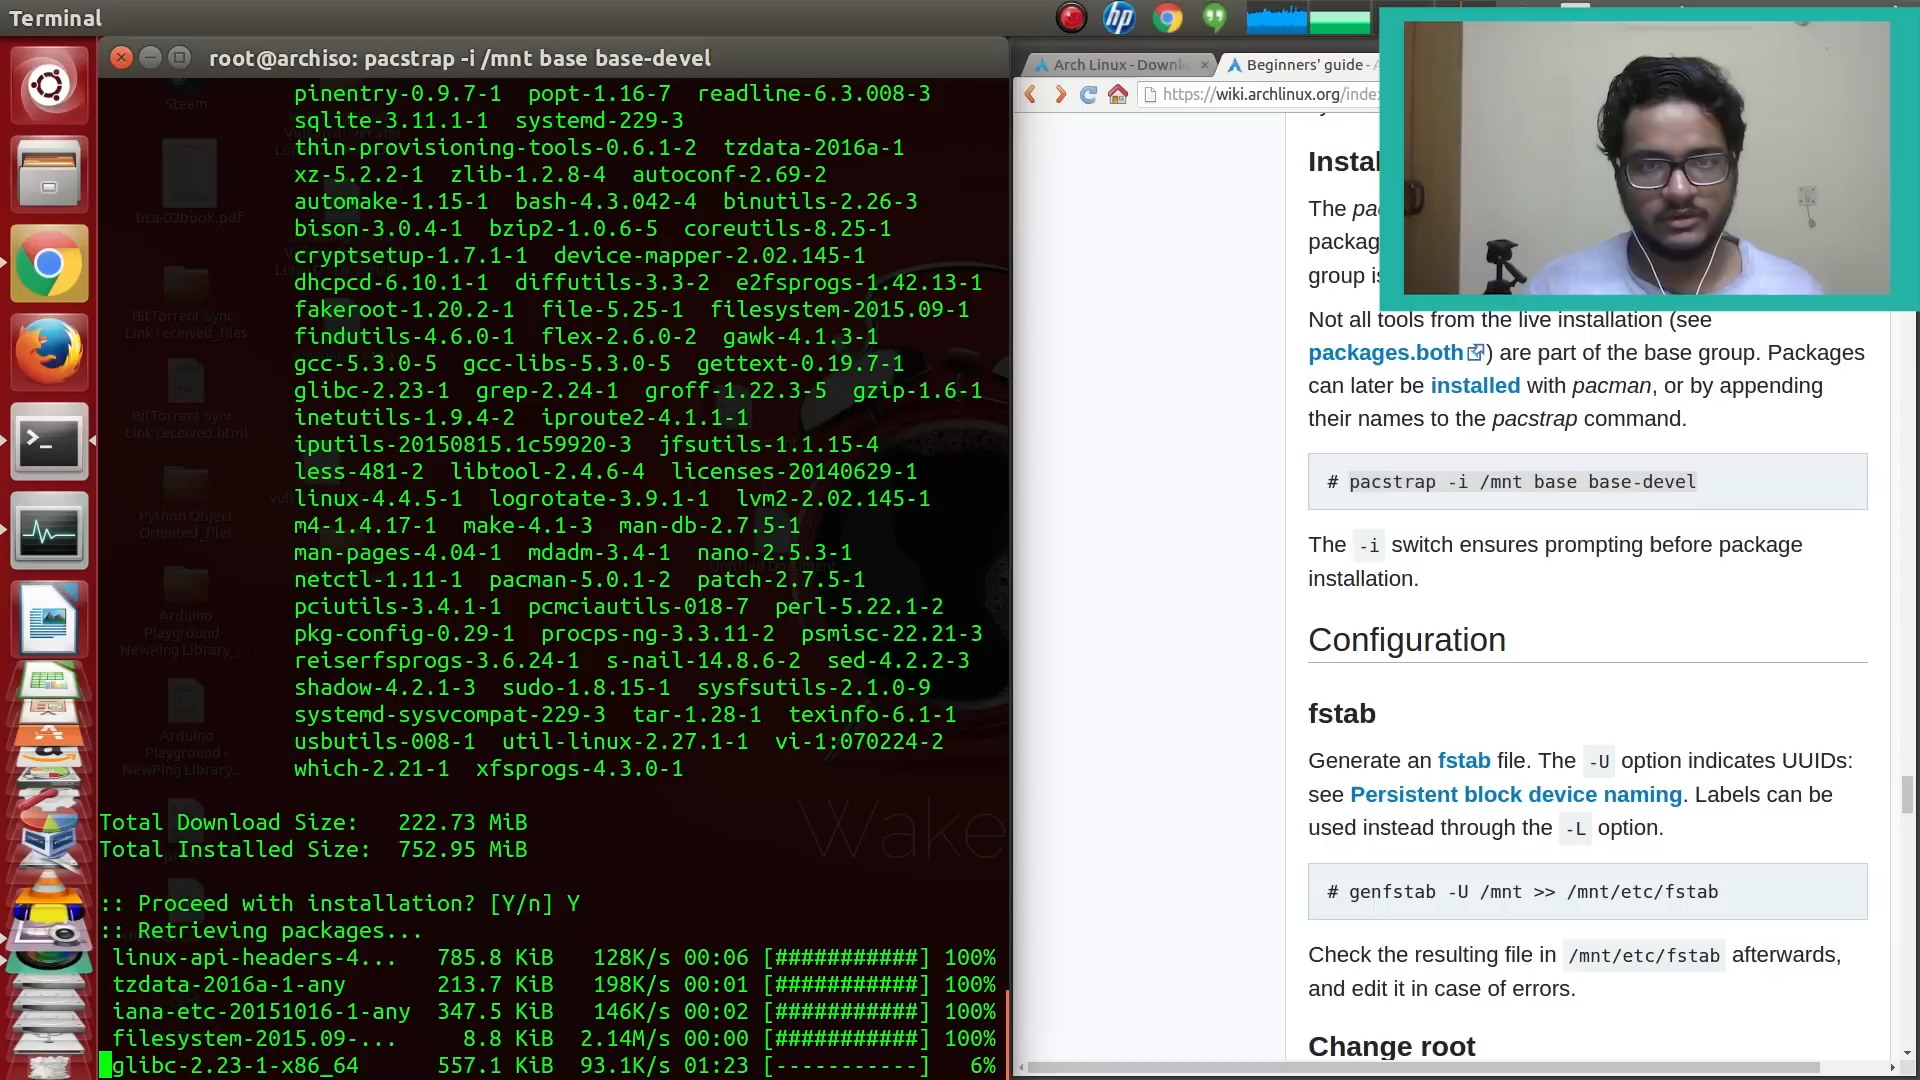 Terminal
root@archiso: pacstrap -i /mnt base base-devel
pinentry-0.9.7-1 popt-1.16-7 readline-6.3.008-3
sqlite-3.11.1-1 systemd-229-3
thin-provisioning-tools-0.6.1-2 tzdata-2016a-1
xz-5.2.2-1 zlib-1.2.8-4 autoconf-2.69-2
automake-1.15-1 bash-4.3.042-4 binutils-2.26-3
bison-3.0.4-1 bzip2-1.0.6-5 coreutils-8.25-1
cryptsetup-1.7.1-1 device-mapper-2.02.145-1
dhcpcd-6.10.1-1 diffutils-3.3-2 e2fsprogs-1.42.13-1
fakeroot-1.20.2-1 file-5.25-1 filesystem-2015.09-1
findutils-4.6.0-1 flex-2.6.0-2 gawk-4.1.3-1
gcc-5.3.0-5 gcc-libs-5.3.0-5 gettext-0.19.7-1
glibc-2.23-1 grep-2.24-1 groff-1.22.3-5 gzip-1.6-1
inetutils-1.9.4-2 iproute2-4.1.1-1
iputils-20150815.1c59920-3 jfsutils-1.1.15-4
less-481-2 libtool-2.4.6-4 licenses-20140629-1
linux-4.4.5-1 logrotate-3.9.1-1 lvm2-2.02.145-1
m4-1.4.17-1 make-4.1-3 man-db-2.7.5-1
man-pages-4.04-1 mdadm-3.4-1 nano-2.5.3-1
netctl-1.11-1 pacman-5.0.1-2 patch-2.7.5-1
pciutils-3.4.1-1 pcmciautils-018-7 perl-5.22.1-2
pkg-config-0.29-1 procps-ng-3.3.11-2 psmisc-22.21-3
reiserfsprogs-3.6.24-1 s-nail-14.8.6-2 sed-4.2.2-3
shadow-4.2.1-3 sudo-1.8.15-1 sysfsutils-2.1.0-9
systemd-sysvcompat-229-3 tar-1.28-1 texinfo-6.1-1
usbutils-008-1 util-linux-2.27.1-1 vi-1:070224-2
which-2.21-1 xfsprogs-4.3.0-1
Total Download Size: 222.73 MiB
Total Installed Size: 752.95 MiB
:: Proceed with installation? [Y/n] Y
:: Retrieving packages...
linux-api-headers-4... 785.8 KiB 128K/s 00:06 [###########] 100%
tzdata-2016a-1-any 213.7 KiB 198K/s 00:01 [###########] 100%
iana-etc-20151016-1-any 347.5 KiB 146K/s 00:02 [###########] 100%
filesystem-2015.09-... 8.8 KiB 2.14M/s 00:00 [###########] 100%
glibc-2.23-1-x86_64 557.1 KiB 93.1K/s 01:23 [-----------] 6%
Steam
bca-03book.pdf
BitTorrent Sync -
Link received_files
BitTorrent Sync -
Link received.html
Python Object
Oriented_files
Arduino
Playground -
NewPing Library_...
Arduino
Playground -
NewPing Library....
Wake
hp
Arch Linux - Downl
Beginners' guide -
https://wiki.archlinux.org/inde
Instal
The pa
packag
group is
Not all tools from the live installation (see
packages.both) are part of the base group. Packages
can later be installed with pacman, or by appending
their names to the pacstrap command.
# pacstrap -i /mnt base base-devel
The -i switch ensures prompting before package
installation.
Configuration
fstab
Generate an fstab file. The -U option indicates UUIDs:
see Persistent block device naming. Labels can be
used instead through the -L option.
# genfstab -U /mnt >> /mnt/etc/fstab
Check the resulting file in /mnt/etc/fstab afterwards,
and edit it in case of errors.
Change root